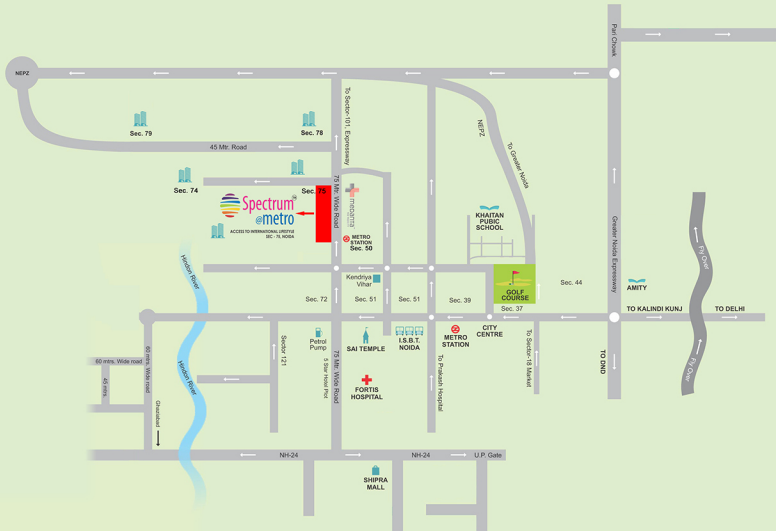 Pari Chowk
NEPZ
To Sector-101, Expressway
Sec. 79
Sec. 78
NEPZ
To Greater Noida
45 Mtr. Road
Sec. 74
Sec. 75
75 Mtr. Wide Road
medanta
Spectrum
@metro
ACCESS TO INTERNATIONAL LIFESTYLE
SEC - 75, NOIDA
METRO
STATION
Sec. 50
KHAITAN
PUBIC
SCHOOL
Greater Noida Expressway
Fly Over
Hindon River
Kendriya
Vihar
Sec. 72
Sec. 51
Sec. 51
Sec. 39
GOLF
COURSE
Sec. 44
Sec. 37
AMITY
TO KALINDI KUNJ
TO DELHI
Petrol
Pump
SAI TEMPLE
I.S.B.T.
NOIDA
METRO
STATION
CITY
CENTRE
To Sector-18 Market
TO DND
Fly Over
Sector 121
60 mtrs. Wide road
60 mtrs. Wide road
45 mtrs.
Hindon River
5 Star Hotel Plot
75 Mtr. Wide Road
FORTIS
HOSPITAL
To Prakash Hospital
Ghaziabad
NH-24
NH-24
U.P. Gate
SHIPRA
MALL